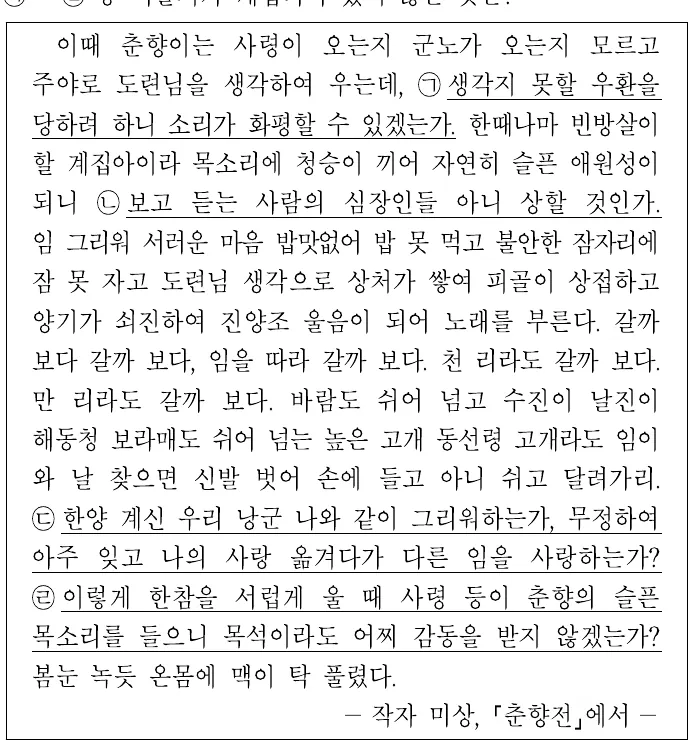 이때 춘향이는 사령이 오는지 군노가 오는지 모르고
주야로 도련님을 생각하여 우는데, ㉠ 생각지 못할 우환을
당하려 하니 소리가 화평할 수 있겠는가. 한때나마 빈방살이
할 계집아이라 목소리에 청승이 끼어 자연히 슬픈 애원성이
되니 ㉡ 보고 듣는 사람의 심장인들 아니 상할 것인가.
임 그리워 서러운 마음 밥맛없어 밥 못 먹고 불안한 잠자리에
잠 못 자고 도련님 생각으로 상처가 쌓여 피골이 상접하고
양기가 쇠진하여 진양조 울음이 되어 노래를 부른다. 갈까
보다 갈까 보다, 임을 따라 갈까 보다. 천 리라도 갈까 보다.
만 리라도 갈까 보다. 바람도 쉬어 넘고 수진이 날진이
해동청 보라매도 쉬어 넘는 높은 고개 동선령 고개라도 임이
와 날 찾으면 신발 벗어 손에 들고 아니 쉬고 달려가리.
㉢ 한양 계신 우리 낭군 나와 같이 그리워하는가, 무정하여
아주 잊고 나의 사랑 옮겨다가 다른 임을 사랑하는가?
㉣ 이렇게 한참을 서럽게 울 때 사령 등이 춘향의 슬픈
목소리를 들으니 목석이라도 어찌 감동을 받지 않겠는가?
봄눈 녹듯 온몸에 맥이 탁 풀렸다.
– 작자 미상, 「춘향전」에서 –